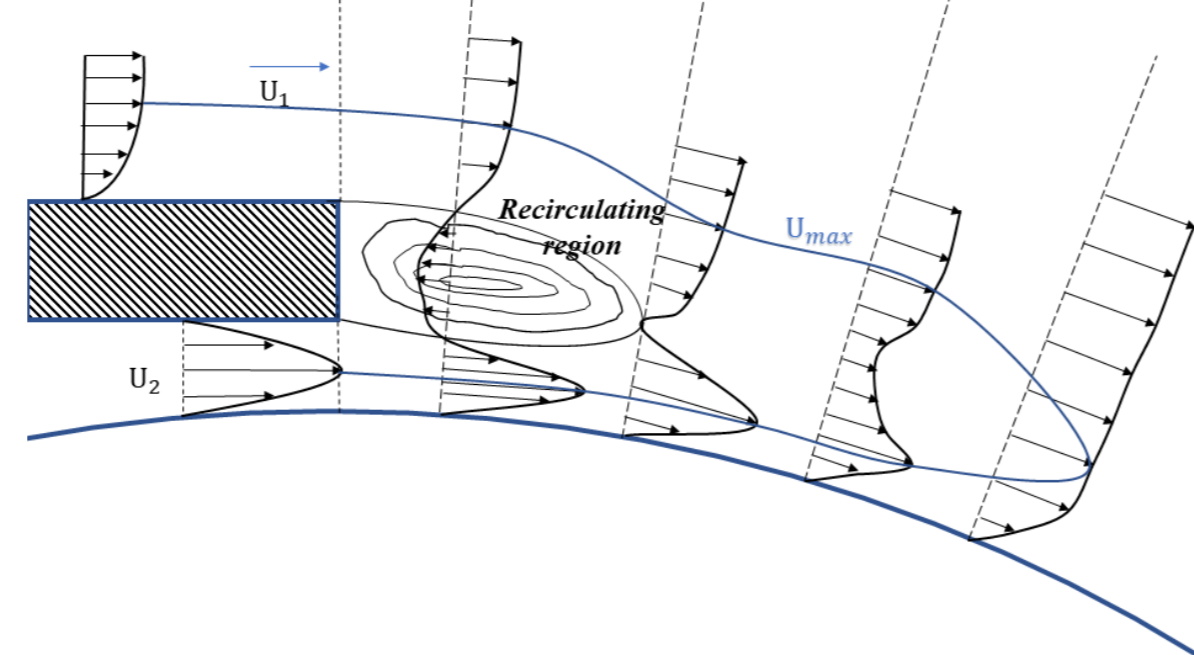 U₁
Recirculating
region
Uₘₐₓ
U₂